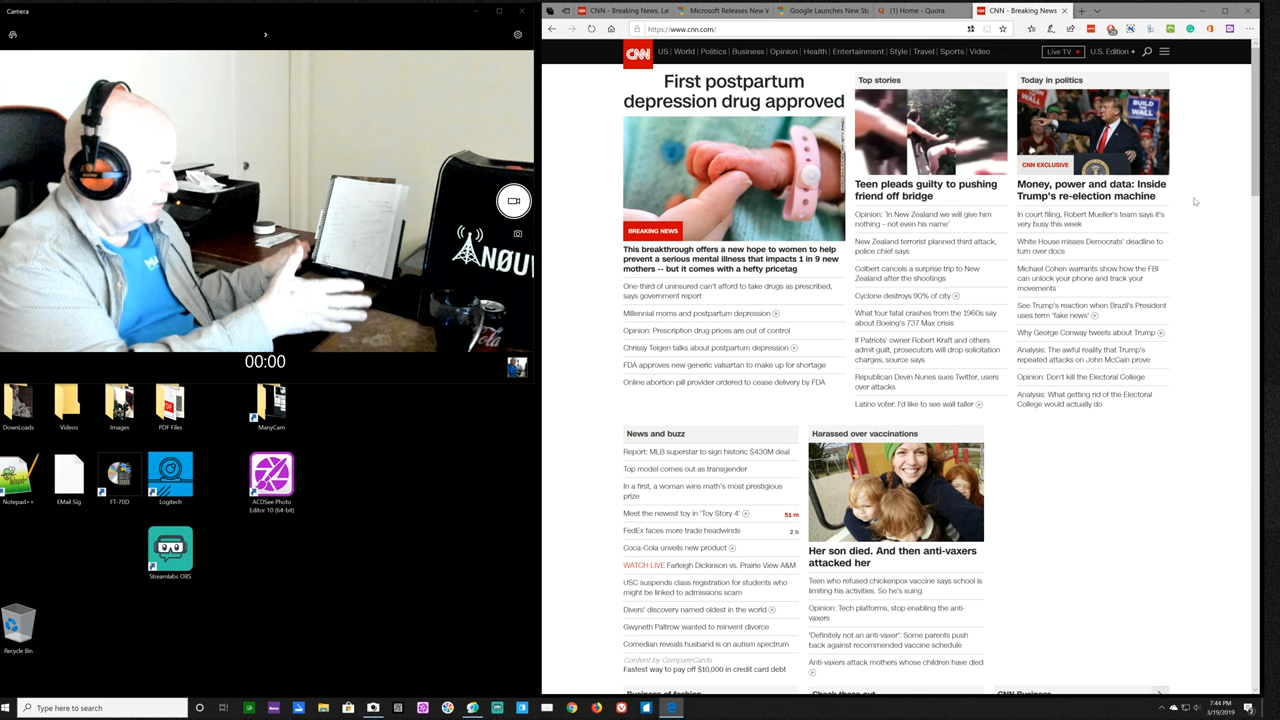 Camera
00:00
DownLoads
Videos
Images
PDF Files
ManyCam
Notepad++
EMail Sig
FT-70D
Logitech
ACDSee Photo
Editor 10 (64-bit)
Streamlabs OBS
Recycle Bin
CNN - Breaking News, La
Microsoft Releases New V
Google Launches New Sta
(1) Home - Quora
CNN - Breaking News
https://www.cnn.com/
CNN
US | World | Politics | Business | Opinion | Health | Entertainment | Style | Travel | Sports | Video
Live TV
U.S. Edition +
First postpartum
depression drug approved
BREAKING NEWS
This breakthrough offers a new hope to women to help
prevent a serious mental illness that impacts 1 in 9 new
mothers -- but it comes with a hefty pricetag
One-third of uninsured can't afford to take drugs as prescribed,
says government report
Millennial moms and postpartum depression
Opinion: Prescription drug prices are out of control
Chrissy Teigen talks about postpartum depression
FDA approves new generic valsartan to make up for shortage
Online abortion pill provider ordered to cease delivery by FDA
Top stories
Teen pleads guilty to pushing
friend off bridge
Opinion: 'In New Zealand we will give him
nothing - not even his name'
New Zealand terrorist planned third attack,
police chief says
Colbert cancels a surprise trip to New
Zealand after the shootings
Cyclone destroys 90% of city
What four fatal crashes from the 1960s say
about Boeing's 737 Max crisis
If Patriots' owner Robert Kraft and others
admit guilt, prosecutors will drop solicitation
charges, source says
Republican Devin Nunes sues Twitter, users
over attacks
Latino voter: I'd like to see wall taller
Today in politics
BUILD
THE
WALL
CNN EXCLUSIVE
Money, power and data: Inside
Trump's re-election machine
In court filing, Robert Mueller's team says it's
very busy this week
White House misses Democrats' deadline to
turn over docs
Michael Cohen warrants show how the FBI
can unlock your phone and track your
movements
See Trump's reaction when Brazil's President
uses term 'fake news'
Why George Conway tweets about Trump
Analysis: The awful reality that Trump's
repeated attacks on John McCain prove
Opinion: Don't kill the Electoral College
Analysis: What getting rid of the Electoral
College would actually do
News and buzz
Report: MLB superstar to sign historic $430M deal
Top model comes out as transgender
In a first, a woman wins math's most prestigious
prize
Meet the newest toy in 'Toy Story 4' 51 m
FedEx faces more trade headwinds 2 h
Coca-Cola unveils new product
WATCH LIVE Farleigh Dickinson vs. Prairie View A&M
USC suspends class registration for students who
might be linked to admissions scam
Divers' discovery named oldest in the world
Gwyneth Paltrow wanted to reinvent divorce
Comedian reveals husband is on autism spectrum
Content by CompareCards
Fastest way to pay off $10,000 in credit card debt
Harassed over vaccinations
Her son died. And then anti-vaxers
attacked her
Teen who refused chickenpox vaccine says school is
limiting his activities. So he's suing
Opinion: Tech platforms, stop enabling the anti-
vaxers
'Definitely not an anti-vaxer': Some parents push
back against recommended vaccine schedule
Anti-vaxers attack mothers whose children have died
Business of fashion
Check these out
CNN Business
Type here to search
7:44 PM
3/19/2019